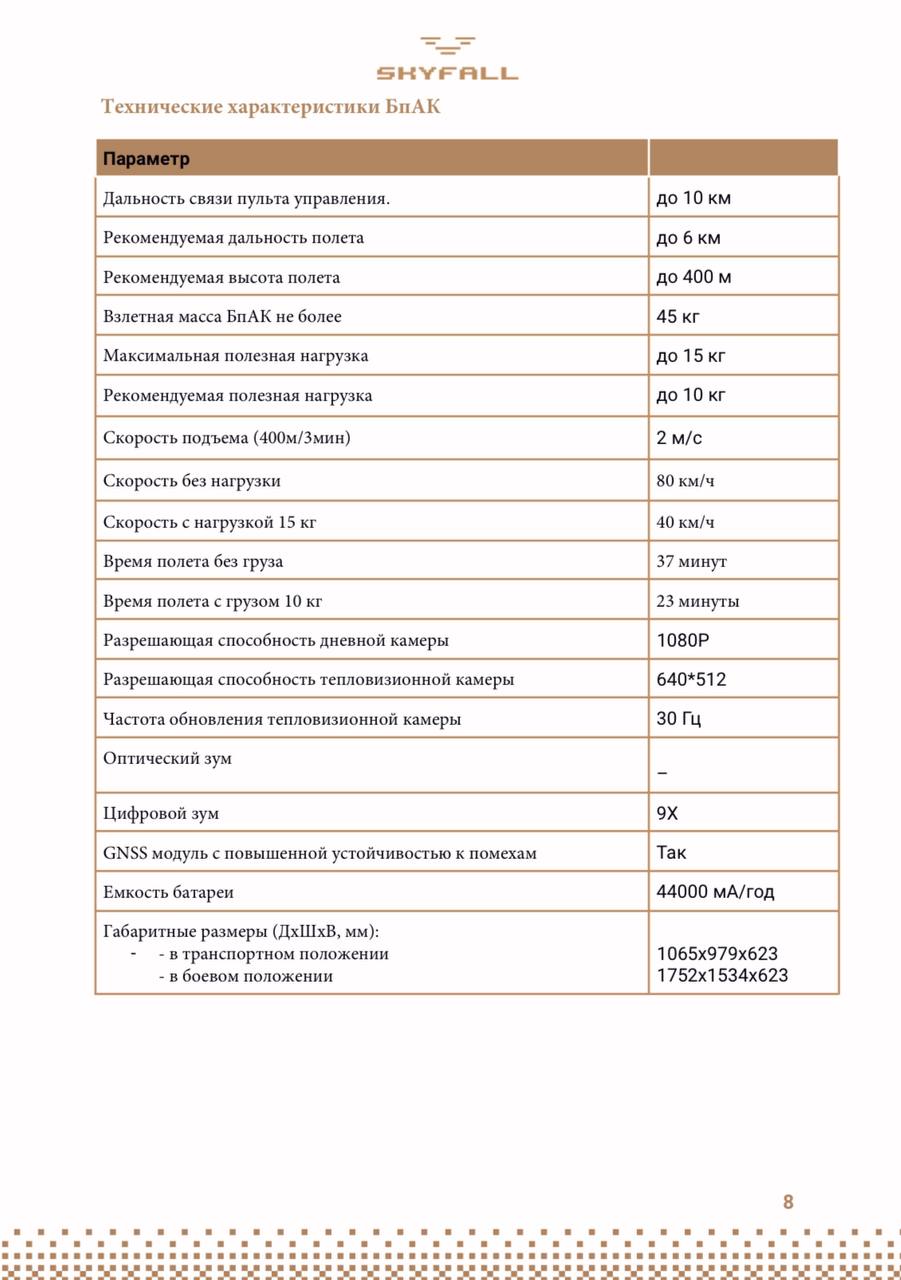 SKYFALL
Технические характеристики БпАК
Параметр
Дальность связи пульта управления. до 10 км
Рекомендуемая дальность полета до 6 км
Рекомендуемая высота полета до 400 м
Взлетная масса БпАК не более 45 кг
Максимальная полезная нагрузка до 15 кг
Рекомендуемая полезная нагрузка до 10 кг
Скорость подъема (400м/3мин) 2 м/с
Скорость без нагрузки 80 км/ч
Скорость с нагрузкой 15 кг 40 км/ч
Время полета без груза 37 минут
Время полета с грузом 10 кг 23 минуты
Разрешающая способность дневной камеры 1080P
Разрешающая способность тепловизионной камеры 640*512
Частота обновления тепловизионной камеры 30 Гц
Оптический зум –
Цифровой зум 9X
GNSS модуль с повышенной устойчивостью к помехам Так
Емкость батареи 44000 мА/год
Габаритные размеры (ДхШхВ, мм):
- - в транспортном положении 1065х979х623
- в боевом положении 1752х1534х623
8